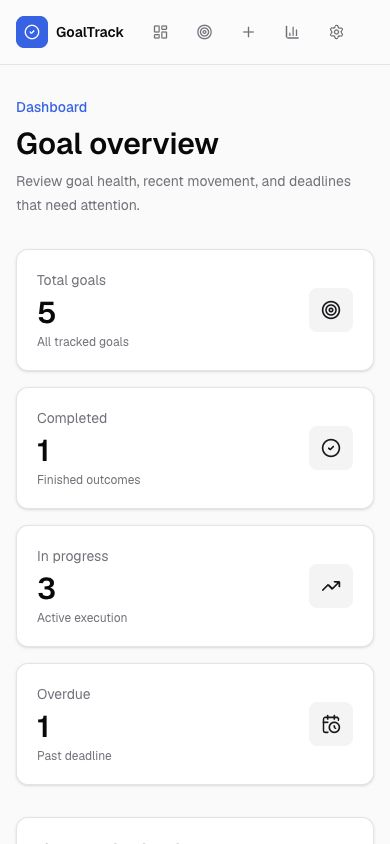 GoalTrack
Dashboard
Goal overview
Review goal health, recent movement, and deadlines
that need attention.
Total goals
5
All tracked goals
Completed
1
Finished outcomes
In progress
3
Active execution
Overdue
1
Past deadline